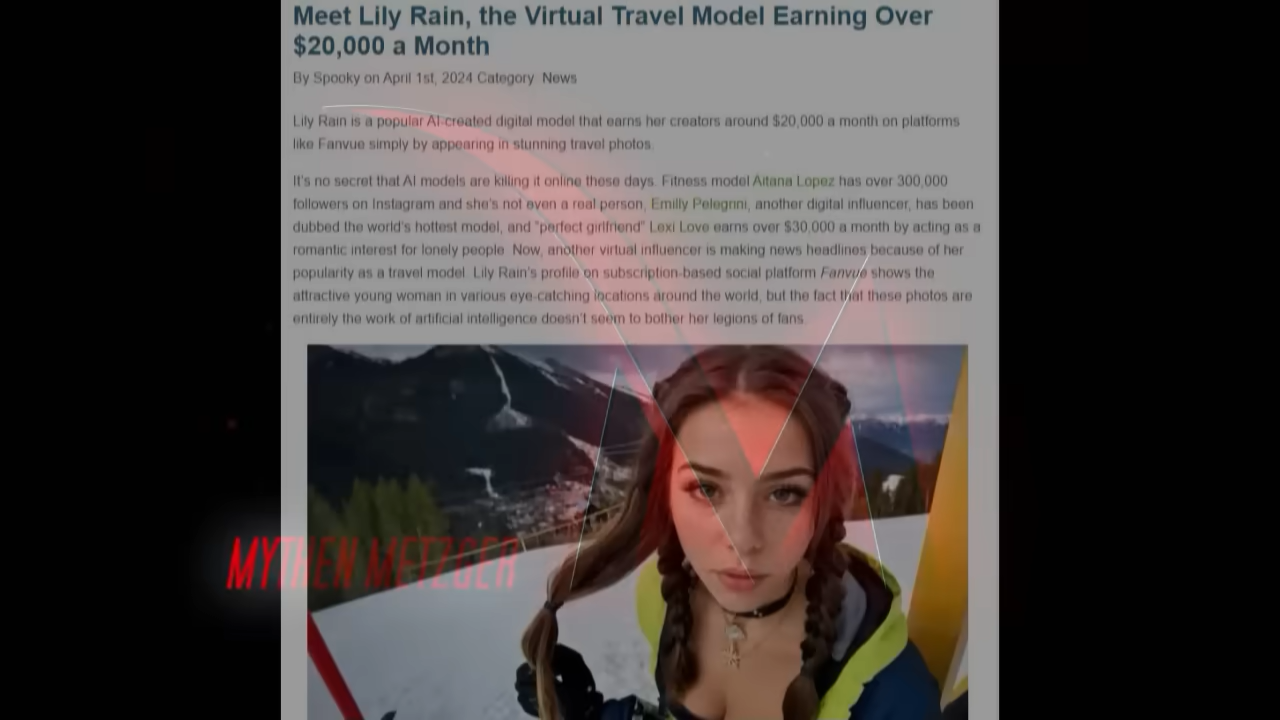 Meet Lily Rain, the Virtual Travel Model Earning Over
$20,000 a Month
By Spooky on April 1st, 2024 Category News
Lily Rain is a popular AI-created digital model that earns her creators around $20,000 a month on platforms
like Fanvue simply by appearing in stunning travel photos.
It's no secret that AI models are killing it online these days. Fitness model Aitana Lopez has over 300,000
followers on Instagram and she's not even a real person, Emilly Pelegrini, another digital influencer, has been
dubbed the world's hottest model, and "perfect girlfriend" Lexi Love earns over $30,000 a month by acting as a
romantic interest for lonely people. Now, another virtual influencer is making news headlines because of her
popularity as a travel model. Lily Rain's profile on subscription-based social platform Fanvue shows the
attractive young woman in various eye-catching locations around the world, but the fact that these photos are
entirely the work of artificial intelligence doesn't seem to bother her legions of fans.
MYTHEN METZGER